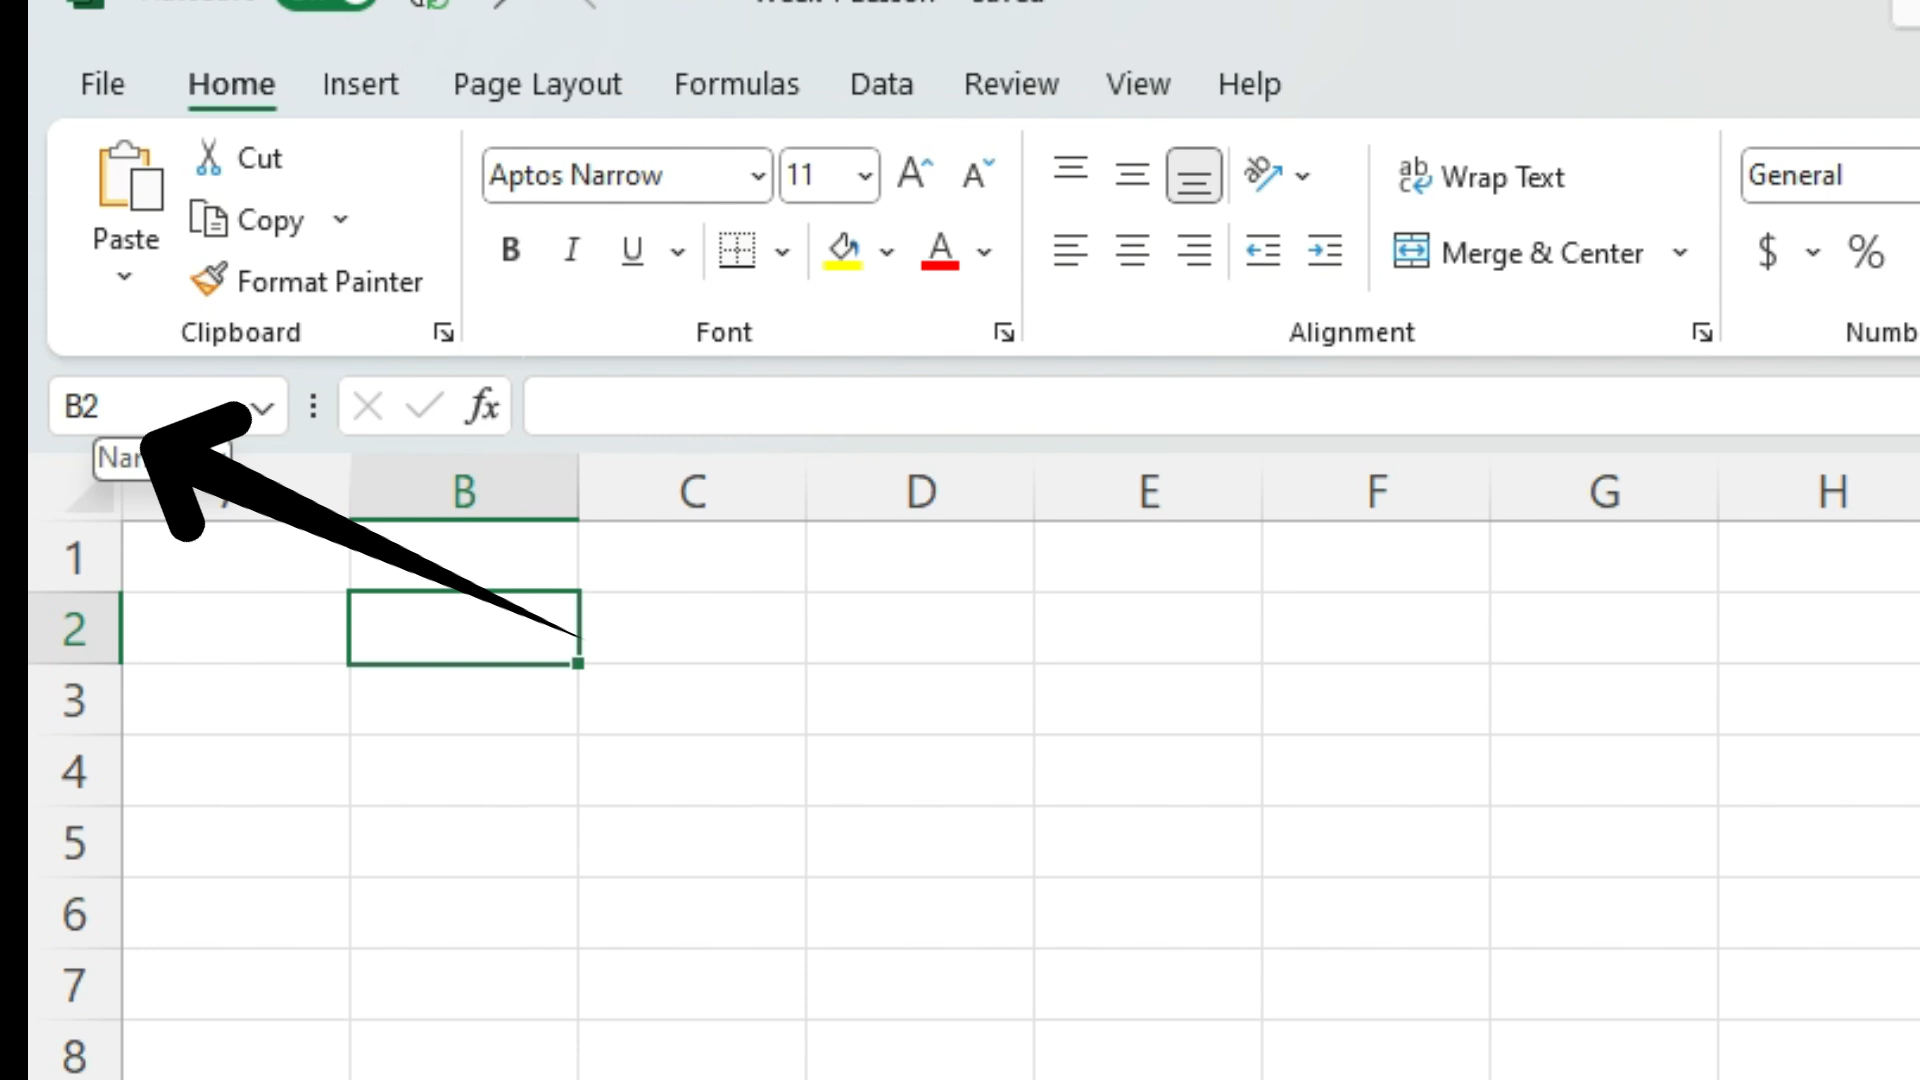 File Home Insert Page Layout Formulas Data Review View Help
Cut
Copy
Paste
Format Painter
Clipboard
Aptos Narrow 11
B I U
Font
Wrap Text
Merge & Center
Alignment
General
$ %
B2
fx
B C D E F G H
1
2
3
4
5
6
7
8